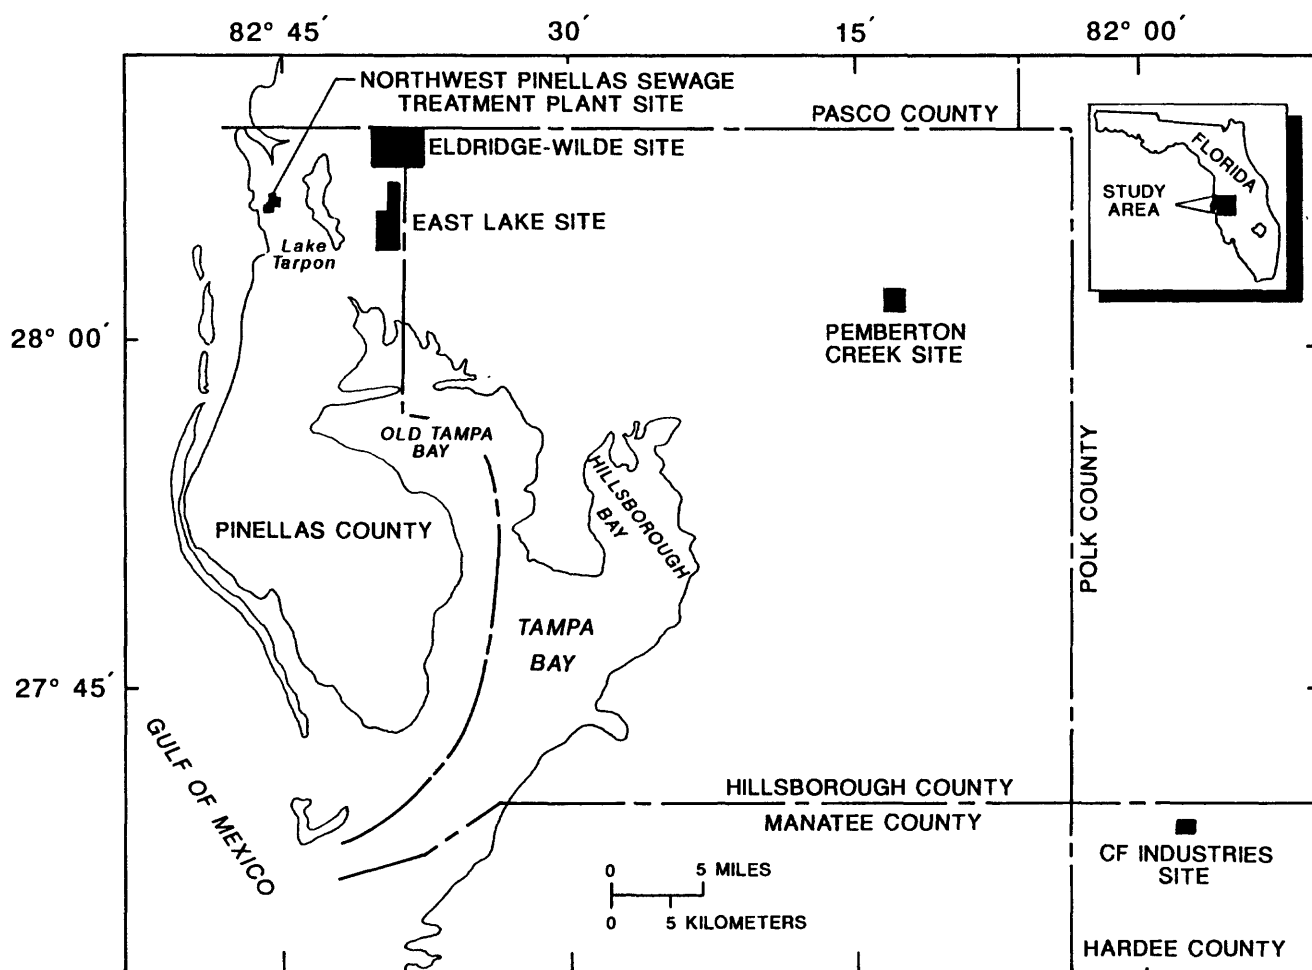 82° 45´
30´
15´
82° 00´
NORTHWEST PINELLAS SEWAGE
TREATMENT PLANT SITE
PASCO COUNTY
ELDRIDGE-WILDE SITE
FLORIDA
STUDY
AREA
EAST LAKE SITE
Lake
Tarpon
28° 00´
PEMBERTON
CREEK SITE
OLD TAMPA
BAY
HILLSBOROUGH
BAY
PINELLAS COUNTY
POLK COUNTY
TAMPA
BAY
27° 45´
GULF OF MEXICO
HILLSBOROUGH COUNTY
MANATEE COUNTY
CF INDUSTRIES
SITE
0 5 MILES
0 5 KILOMETERS
HARDEE COUNTY